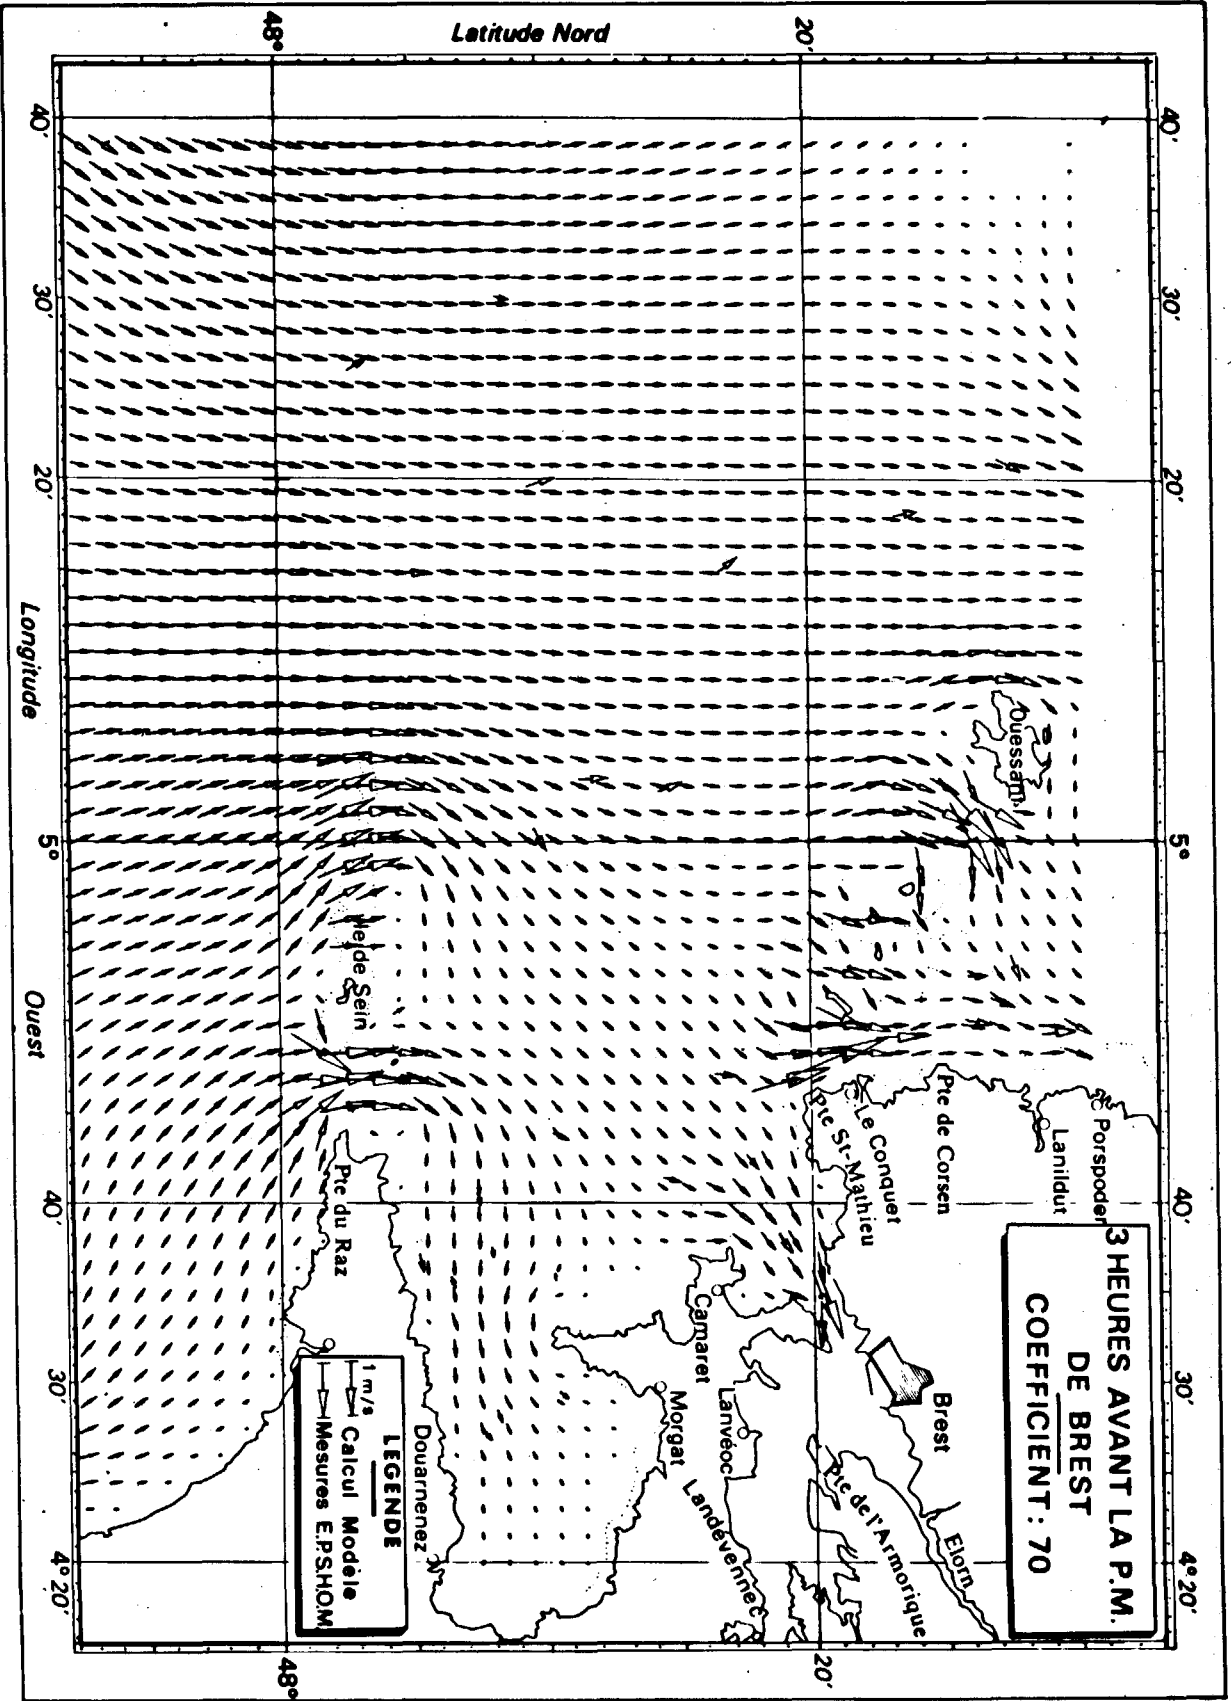 3 HEURES AVANT LA P.M.
DE BREST
COEFFICIENT : 70
40'
30'
20'
5°
40'
30'
4° 20'
Latitude Nord
20'
48°
20'
48°
Ouessant
Porspoder
Lanildut
Pte de Corsen
Le Conquet
Pte St-Mathieu
Brest
Elorn
Pte de l'Armorique
Camaret
Lanvéoc
Landévennec
Morgat
Ile de Sein
Pte du Raz
Douarnenez
LEGENDE
1 m/s
Calcul Modèle
Mesures E.P.S.H.O.M.
40'
30'
20'
5°
40'
30'
4° 20'
Longitude
Ouest